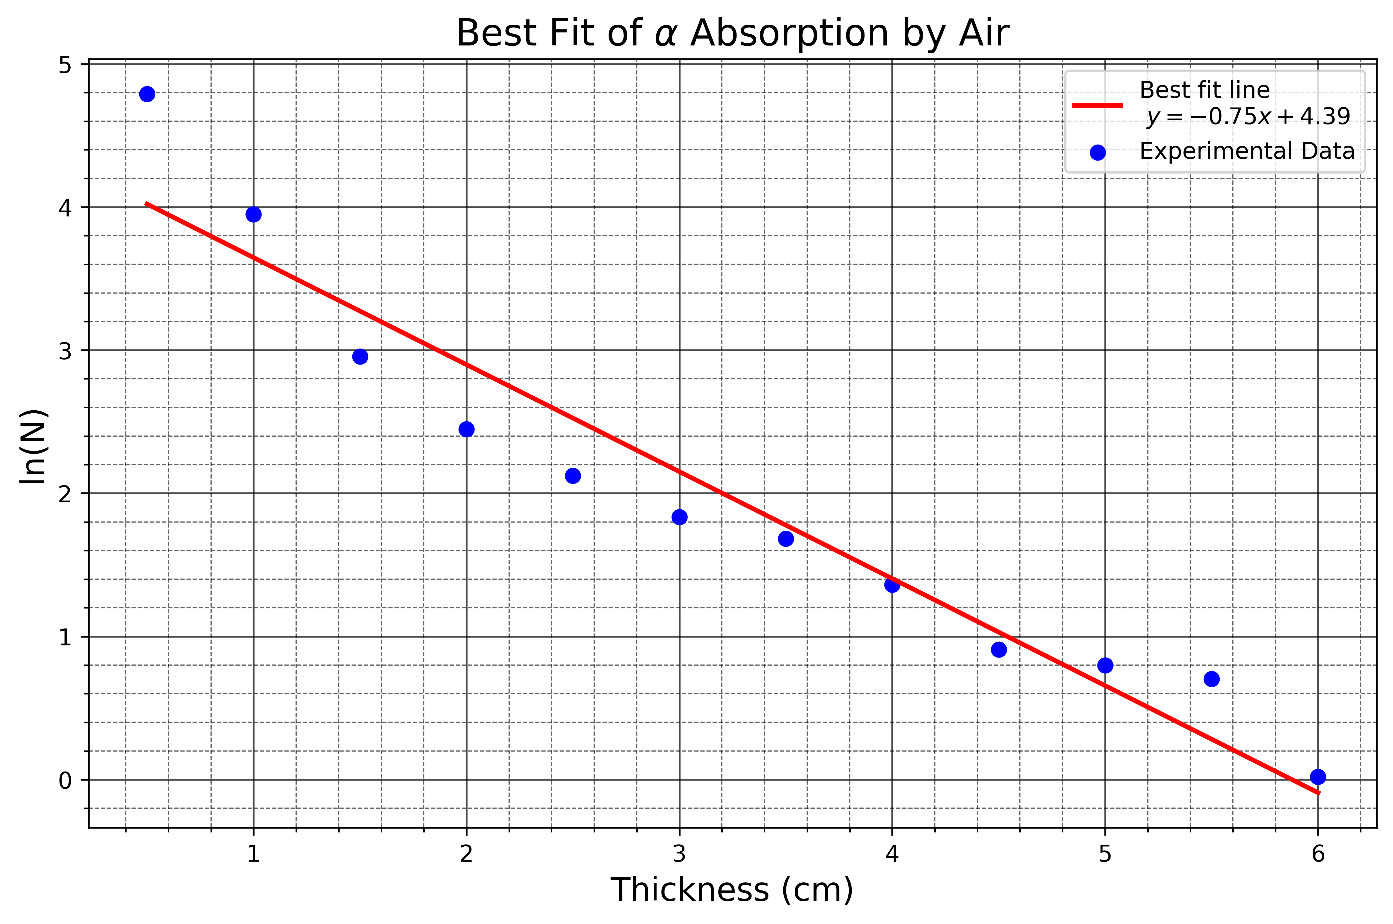 Best Fit of α Absorption by Air
Best fit line
y = −0.75x + 4.39
Experimental Data
ln(N)
5
4
3
2
1
0
1 2 3 4 5 6
Thickness (cm)